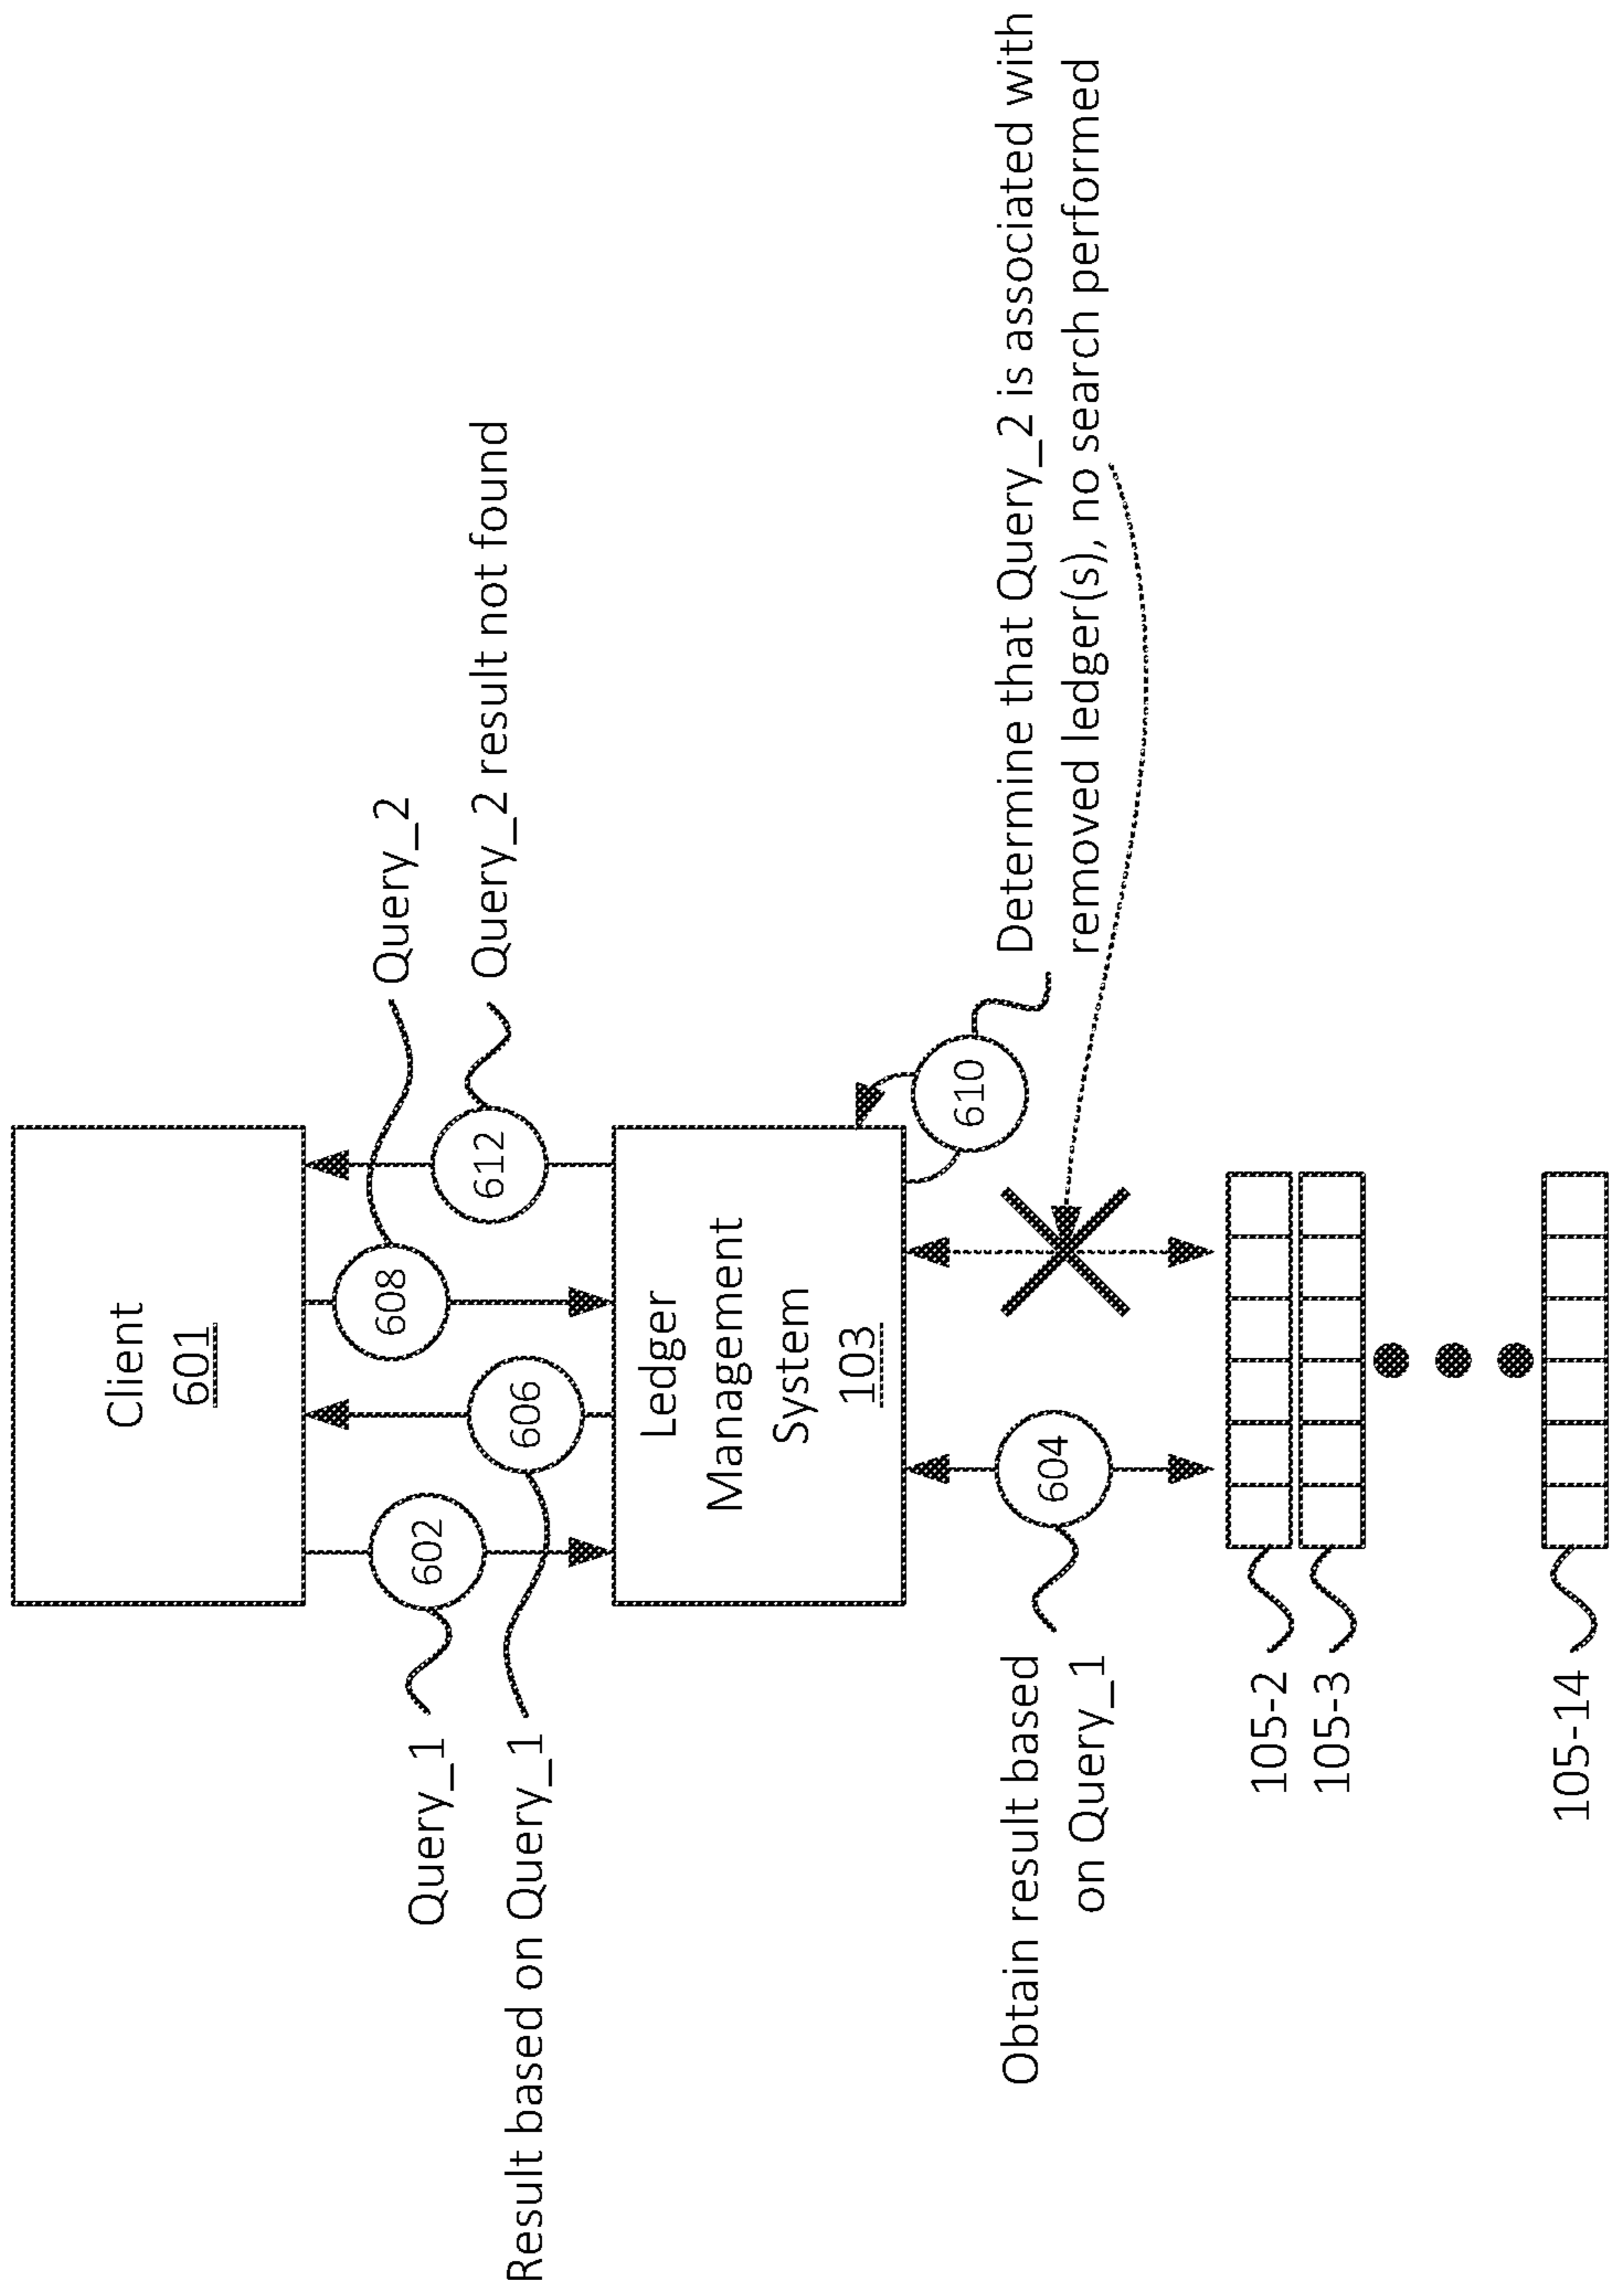 Client
601
Query_1
602
Result based on Query_1
606
608
Query_2
612
Query_2 result not found
Ledger
Management
System
103
Obtain result based
on Query_1
604
610
Determine that Query_2 is associated with
removed ledger(s), no search performed
105-2
105-3
105-14